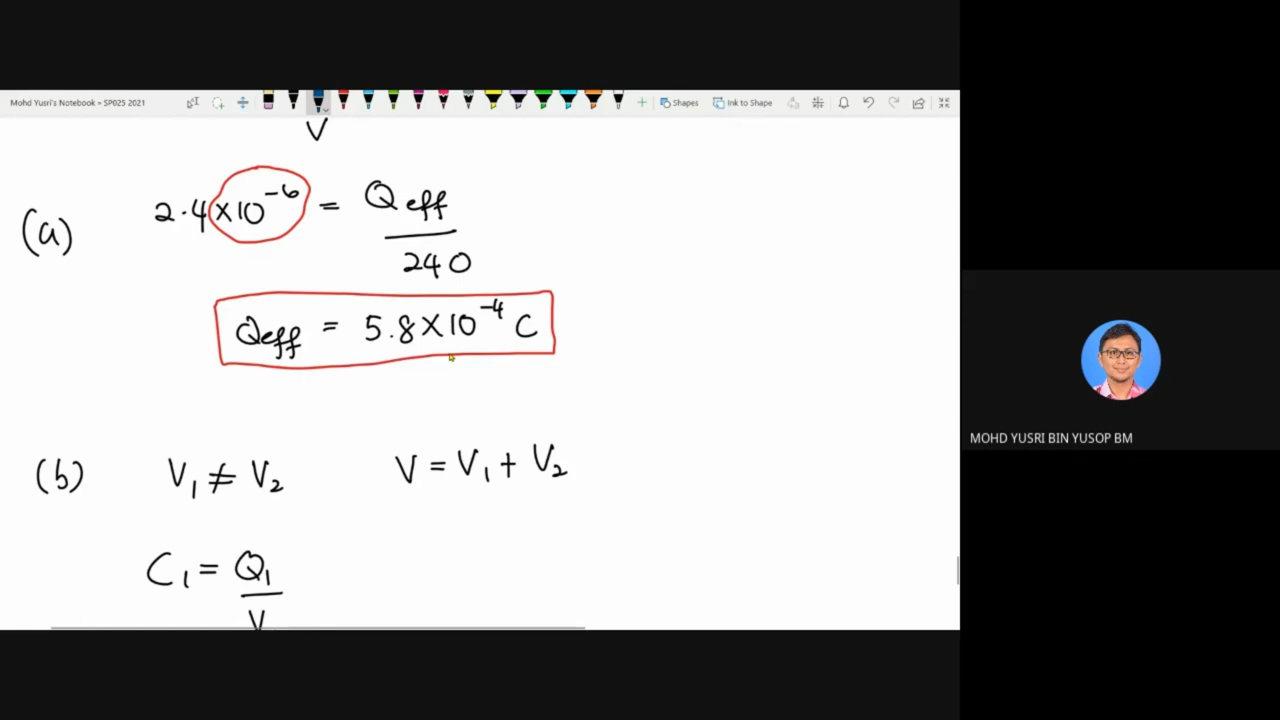 Mohd Yusri's Notebook = SP025 2021
Shapes
Ink to Shape
V
(a)
2.4×10⁻⁶ = Qeff
240
Qeff = 5.8×10⁻⁴ C
(b)
V₁ ≠ V₂
V = V₁ + V₂
C₁ = Q₁
V
MOHD YUSRI BIN YUSOP BM